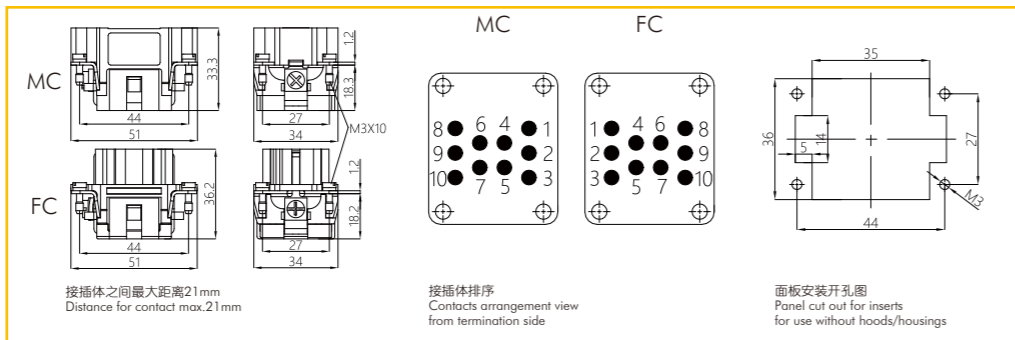 MC
33.3
44
51
1.2
18.3
27
34
M3X10
FC
36.2
44
51
1.2
18.2
27
34
接插体之间最大距离21mm
Distance for contact max.21mm
MC FC
8 6 4 1
9 2
10 7 5 3
1 4 6 8
2 9
3 5 7 10
接插体排序
Contacts arrangement view
from termination side
35
36
14
5
27
M3
44
面板安装开孔图
Panel cut out for inserts
for use without hoods/housings